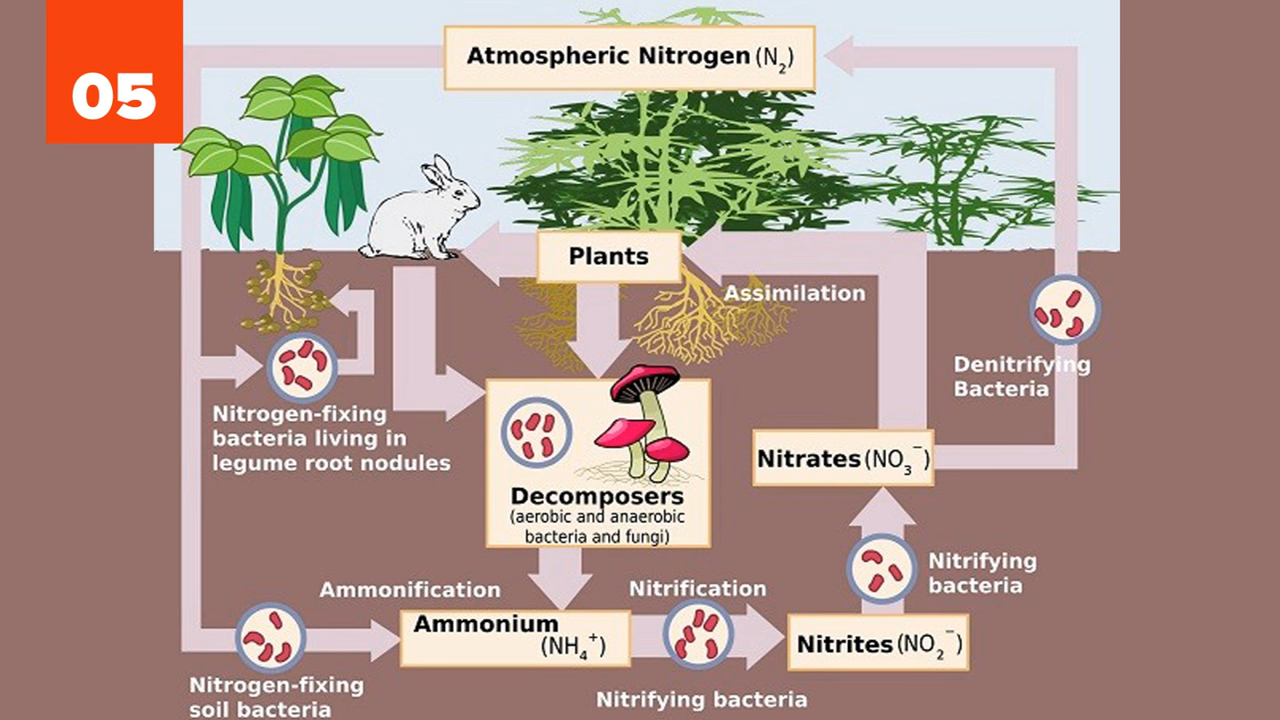 05
Atmospheric Nitrogen (N₂)
Plants
Assimilation
Denitrifying
Bacteria
Nitrogen-fixing
bacteria living in
legume root nodules
Decomposers
(aerobic and anaerobic
bacteria and fungi)
Nitrates (NO₃⁻)
Nitrifying
bacteria
Ammonification
Nitrification
Ammonium
(NH₄⁺)
Nitrites (NO₂⁻)
Nitrogen-fixing
soil bacteria
Nitrifying bacteria